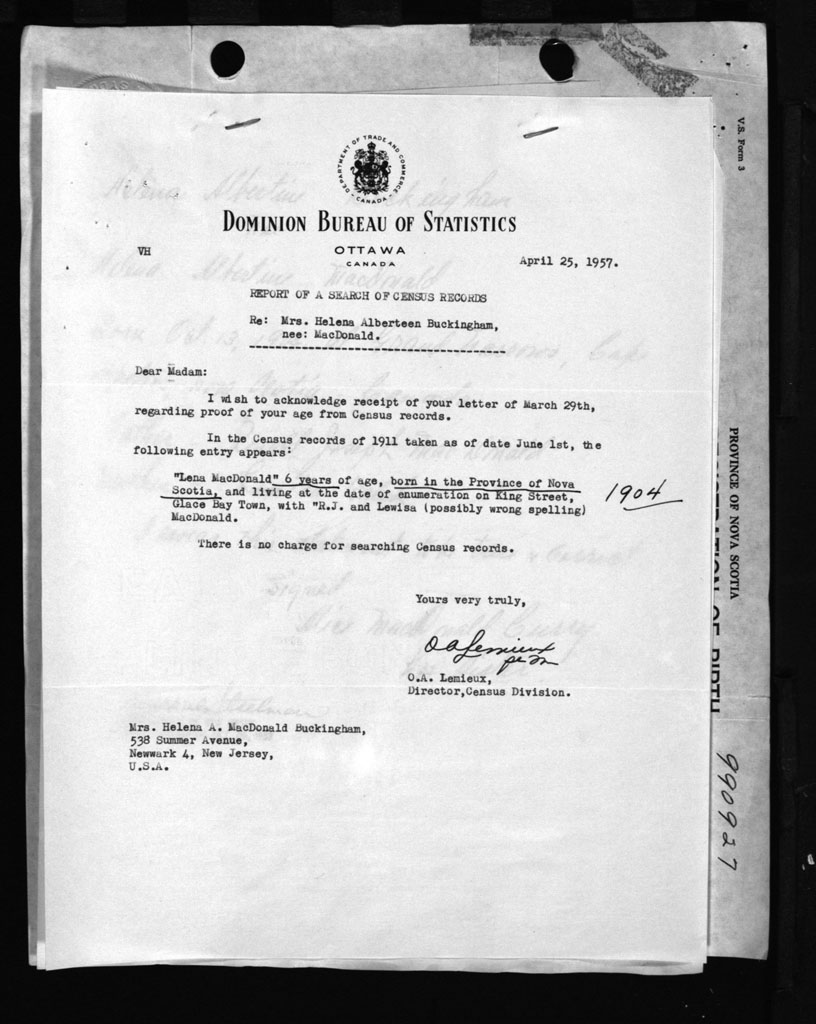 DEPARTMENT OF TRADE AND COMMERCE
CANADA
DOMINION BUREAU OF STATISTICS
OTTAWA
CANADA
VH
April 25, 1957.
REPORT OF A SEARCH OF CENSUS RECORDS
Re: Mrs. Helena Alberteen Buckingham,
nee: MacDonald.
Dear Madam:
I wish to acknowledge receipt of your letter of March 29th,
regarding proof of your age from Census records.
In the Census records of 1911 taken as of date June 1st, the
following entry appears:
"Lena MacDonald" 6 years of age, born in the Province of Nova
Scotia, and living at the date of enumeration on King Street,
Glace Bay Town, with "R.J. and Lewisa (possibly wrong spelling)
MacDonald.
1904
There is no charge for searching Census records.
Yours very truly,
O A Lemieux
O.A. Lemieux,
Director,Census Division.
Mrs. Helena A. MacDonald Buckingham,
538 Summer Avenue,
Newwark 4, New Jersey,
U.S.A.
V.S. Form 3
PROVINCE OF NOVA SCOTIA
OF BIRTH
990927